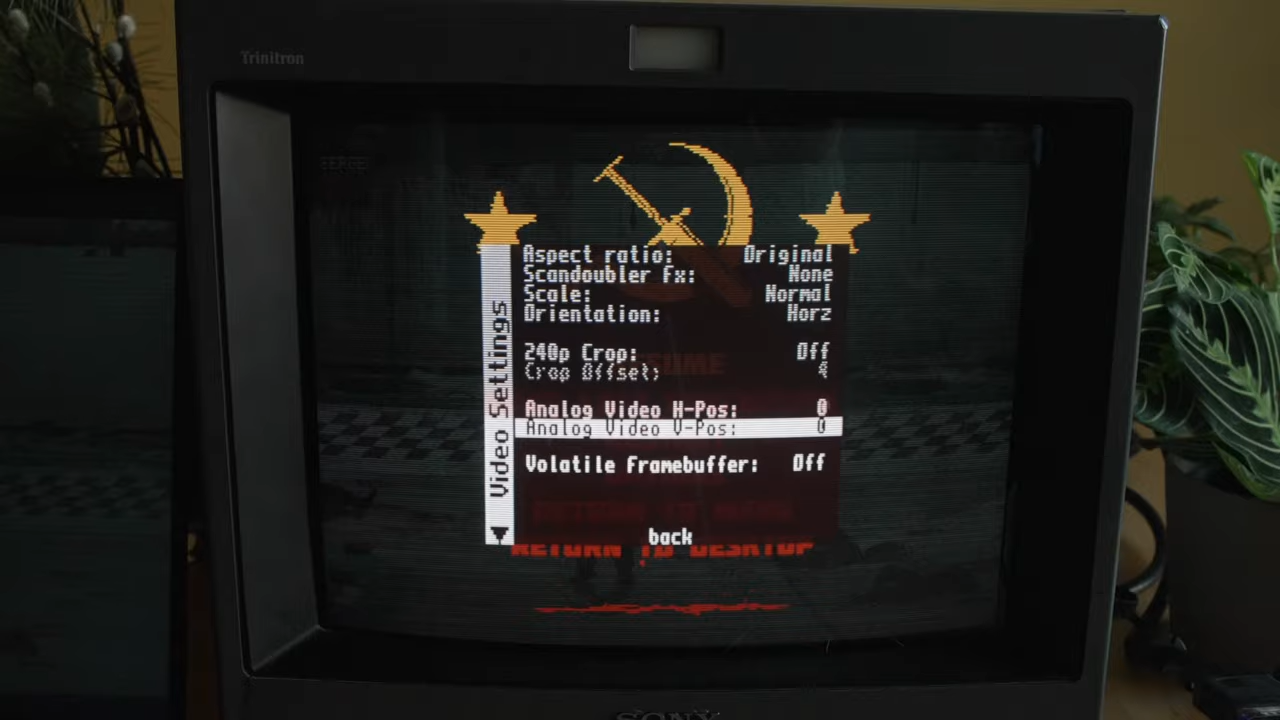 Trinitron
Aspect ratio: Original
Scandoubler Fx: None
Scale: Normal
Orientation: Horz
240p Crop: Off
Crop Offset:
Analog Video H-Pos: 0
Analog Video V-Pos: 0
Volatile Framebuffer: Off
back
Video Settings
RETURN TO DESKTOP
SONY